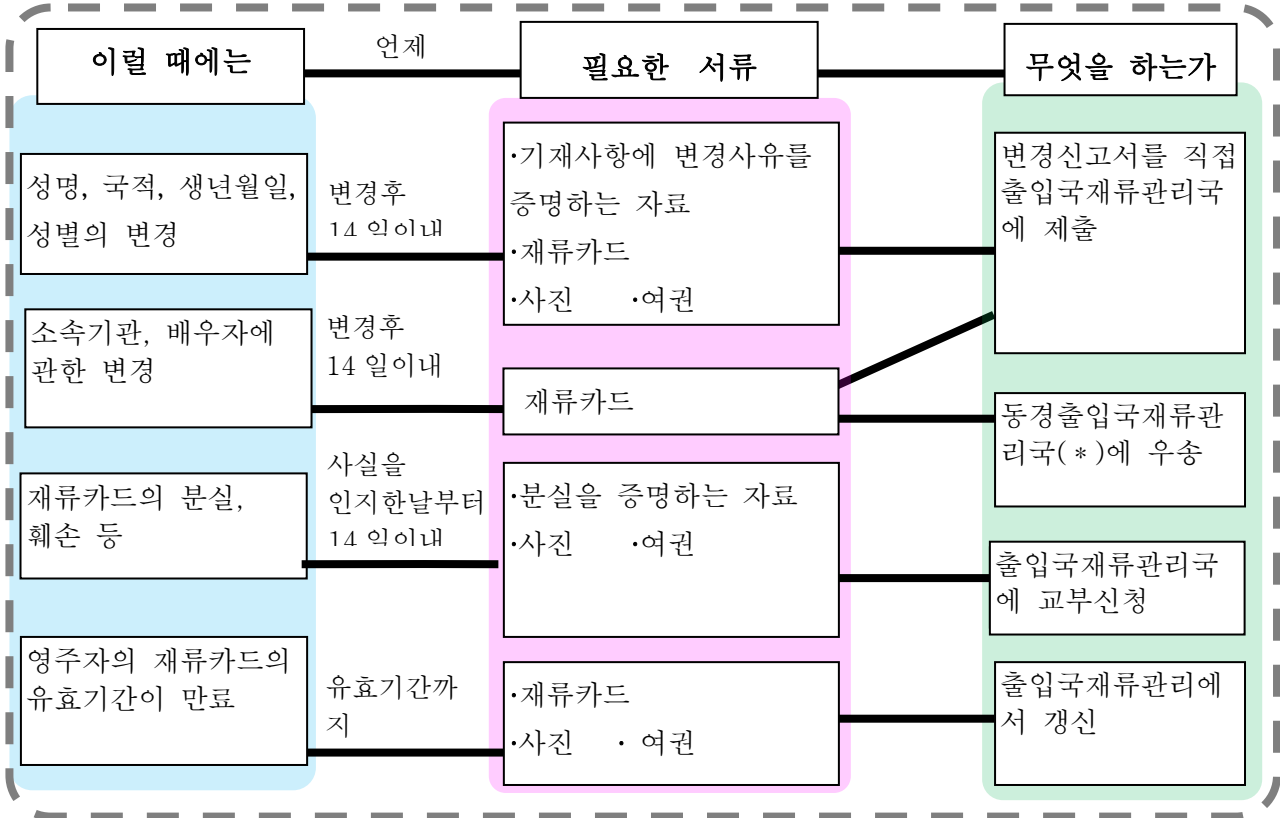 이럴 때에는
언제
필요한 서류
무엇을 하는가
성명, 국적, 생년월일,
성별의 변경
변경후
14 일이내
·기재사항에 변경사유를
증명하는 자료
·재류카드
·사진 ·여권
변경신고서를 직접
출입국재류관리국
에 제출
소속기관, 배우자에
관한 변경
변경후
14 일이내
재류카드
동경출입국재류관
리국(*)에 우송
재류카드의 분실,
훼손 등
사실을
인지한날부터
14 일이내
·분실을 증명하는 자료
·사진 ·여권
출입국재류관리국
에 교부신청
영주자의 재류카드의
유효기간이 만료
유효기간까
지
·재류카드
·사진 · 여권
출입국재류관리에
서 갱신